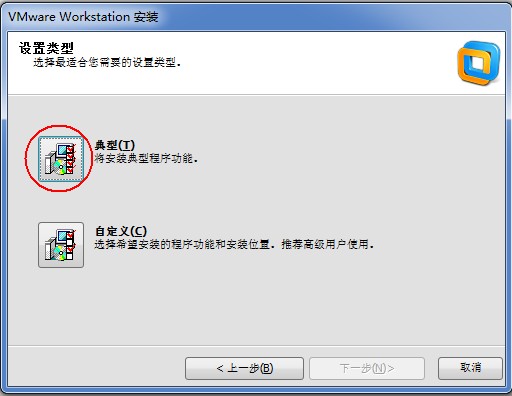 VMware Workstation 安装
设置类型
选择最适合您需要的设置类型。
典型(T)
将安装典型程序功能。
自定义(C)
选择希望安装的程序功能和安装位置。推荐高级用户使用。
< 上一步(B)
下一步(N)>
取消